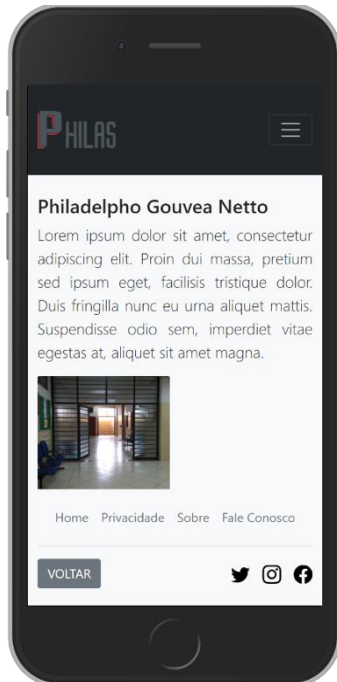 PHILAS
Philadelpho Gouvea Netto
Lorem ipsum dolor sit amet, consectetur
adipiscing elit. Proin dui massa, pretium
sed ipsum eget, facilisis tristique dolor.
Duis fringilla nunc eu urna aliquet mattis.
Suspendisse odio sem, imperdiet vitae
egestas at, aliquet sit amet magna.
Home Privacidade Sobre Fale Conosco
VOLTAR